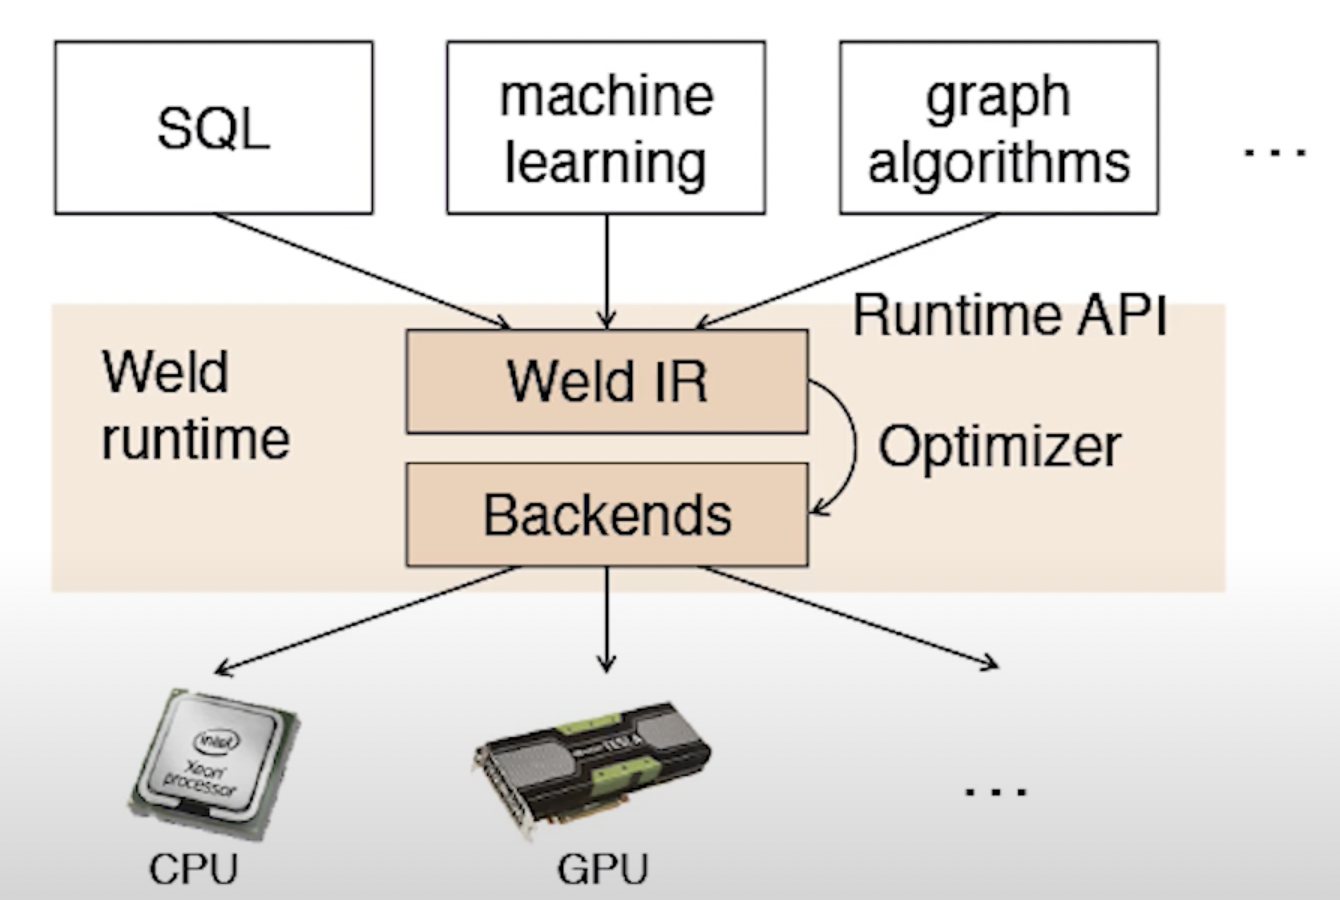 SQL
machine
learning
graph
algorithms
...
Runtime API
Weld
runtime
Weld IR
Optimizer
Backends
intel
Xeon
processor
TESLA
CPU
GPU
...